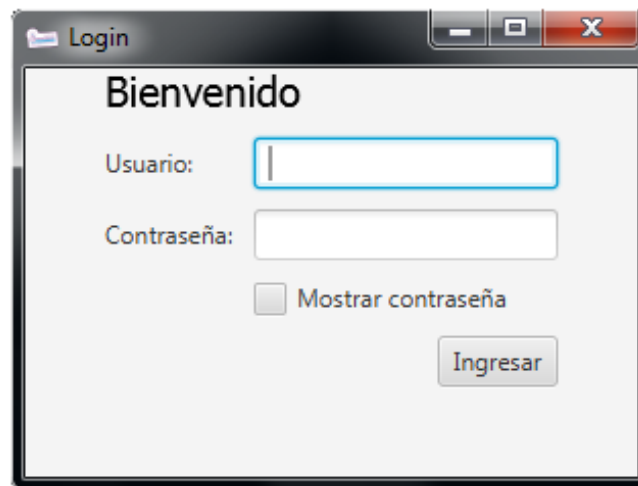 Login
Bienvenido
Usuario:
Contraseña:
Mostrar contraseña
Ingresar